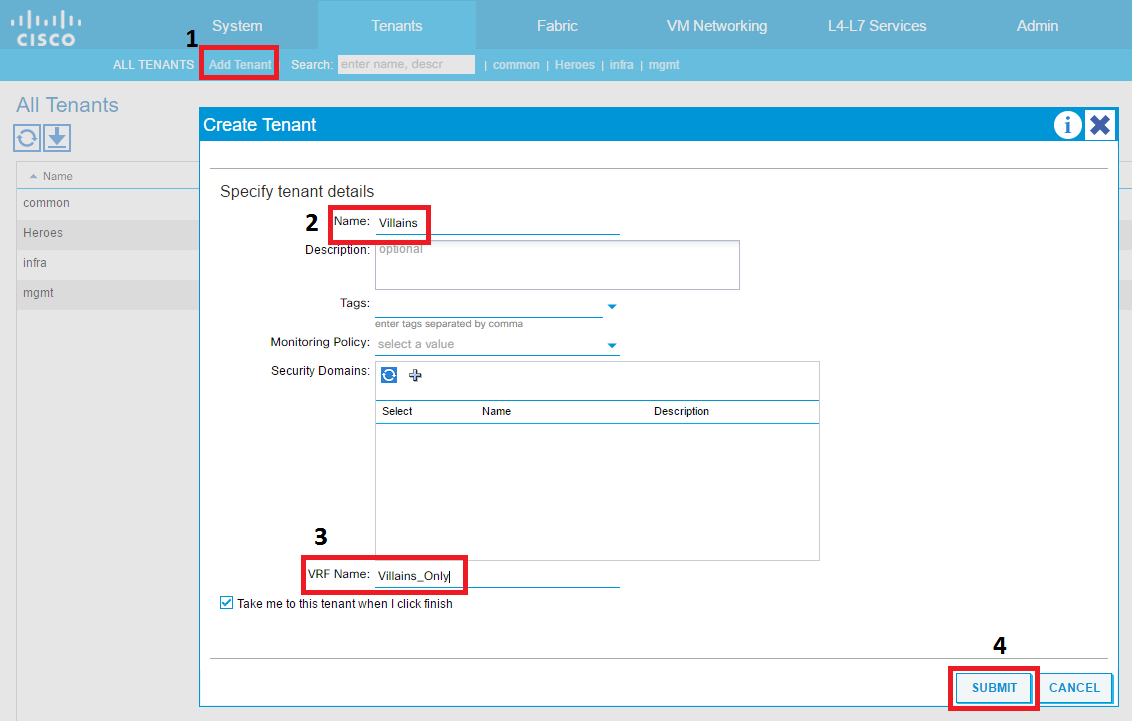 CISCO
System Tenants Fabric VM Networking L4-L7 Services Admin
1
ALL TENANTS Add Tenant Search: enter name, descr | common | Heroes | infra | mgmt
All Tenants
Create Tenant i
Name
common
Heroes
infra
mgmt
Specify tenant details
2 Name: Villains
Description: optional
Tags:
enter tags separated by comma
Monitoring Policy: select a value
Security Domains:
Select Name Description
3
VRF Name: Villains_Only
Take me to this tenant when I click finish
4
SUBMIT CANCEL